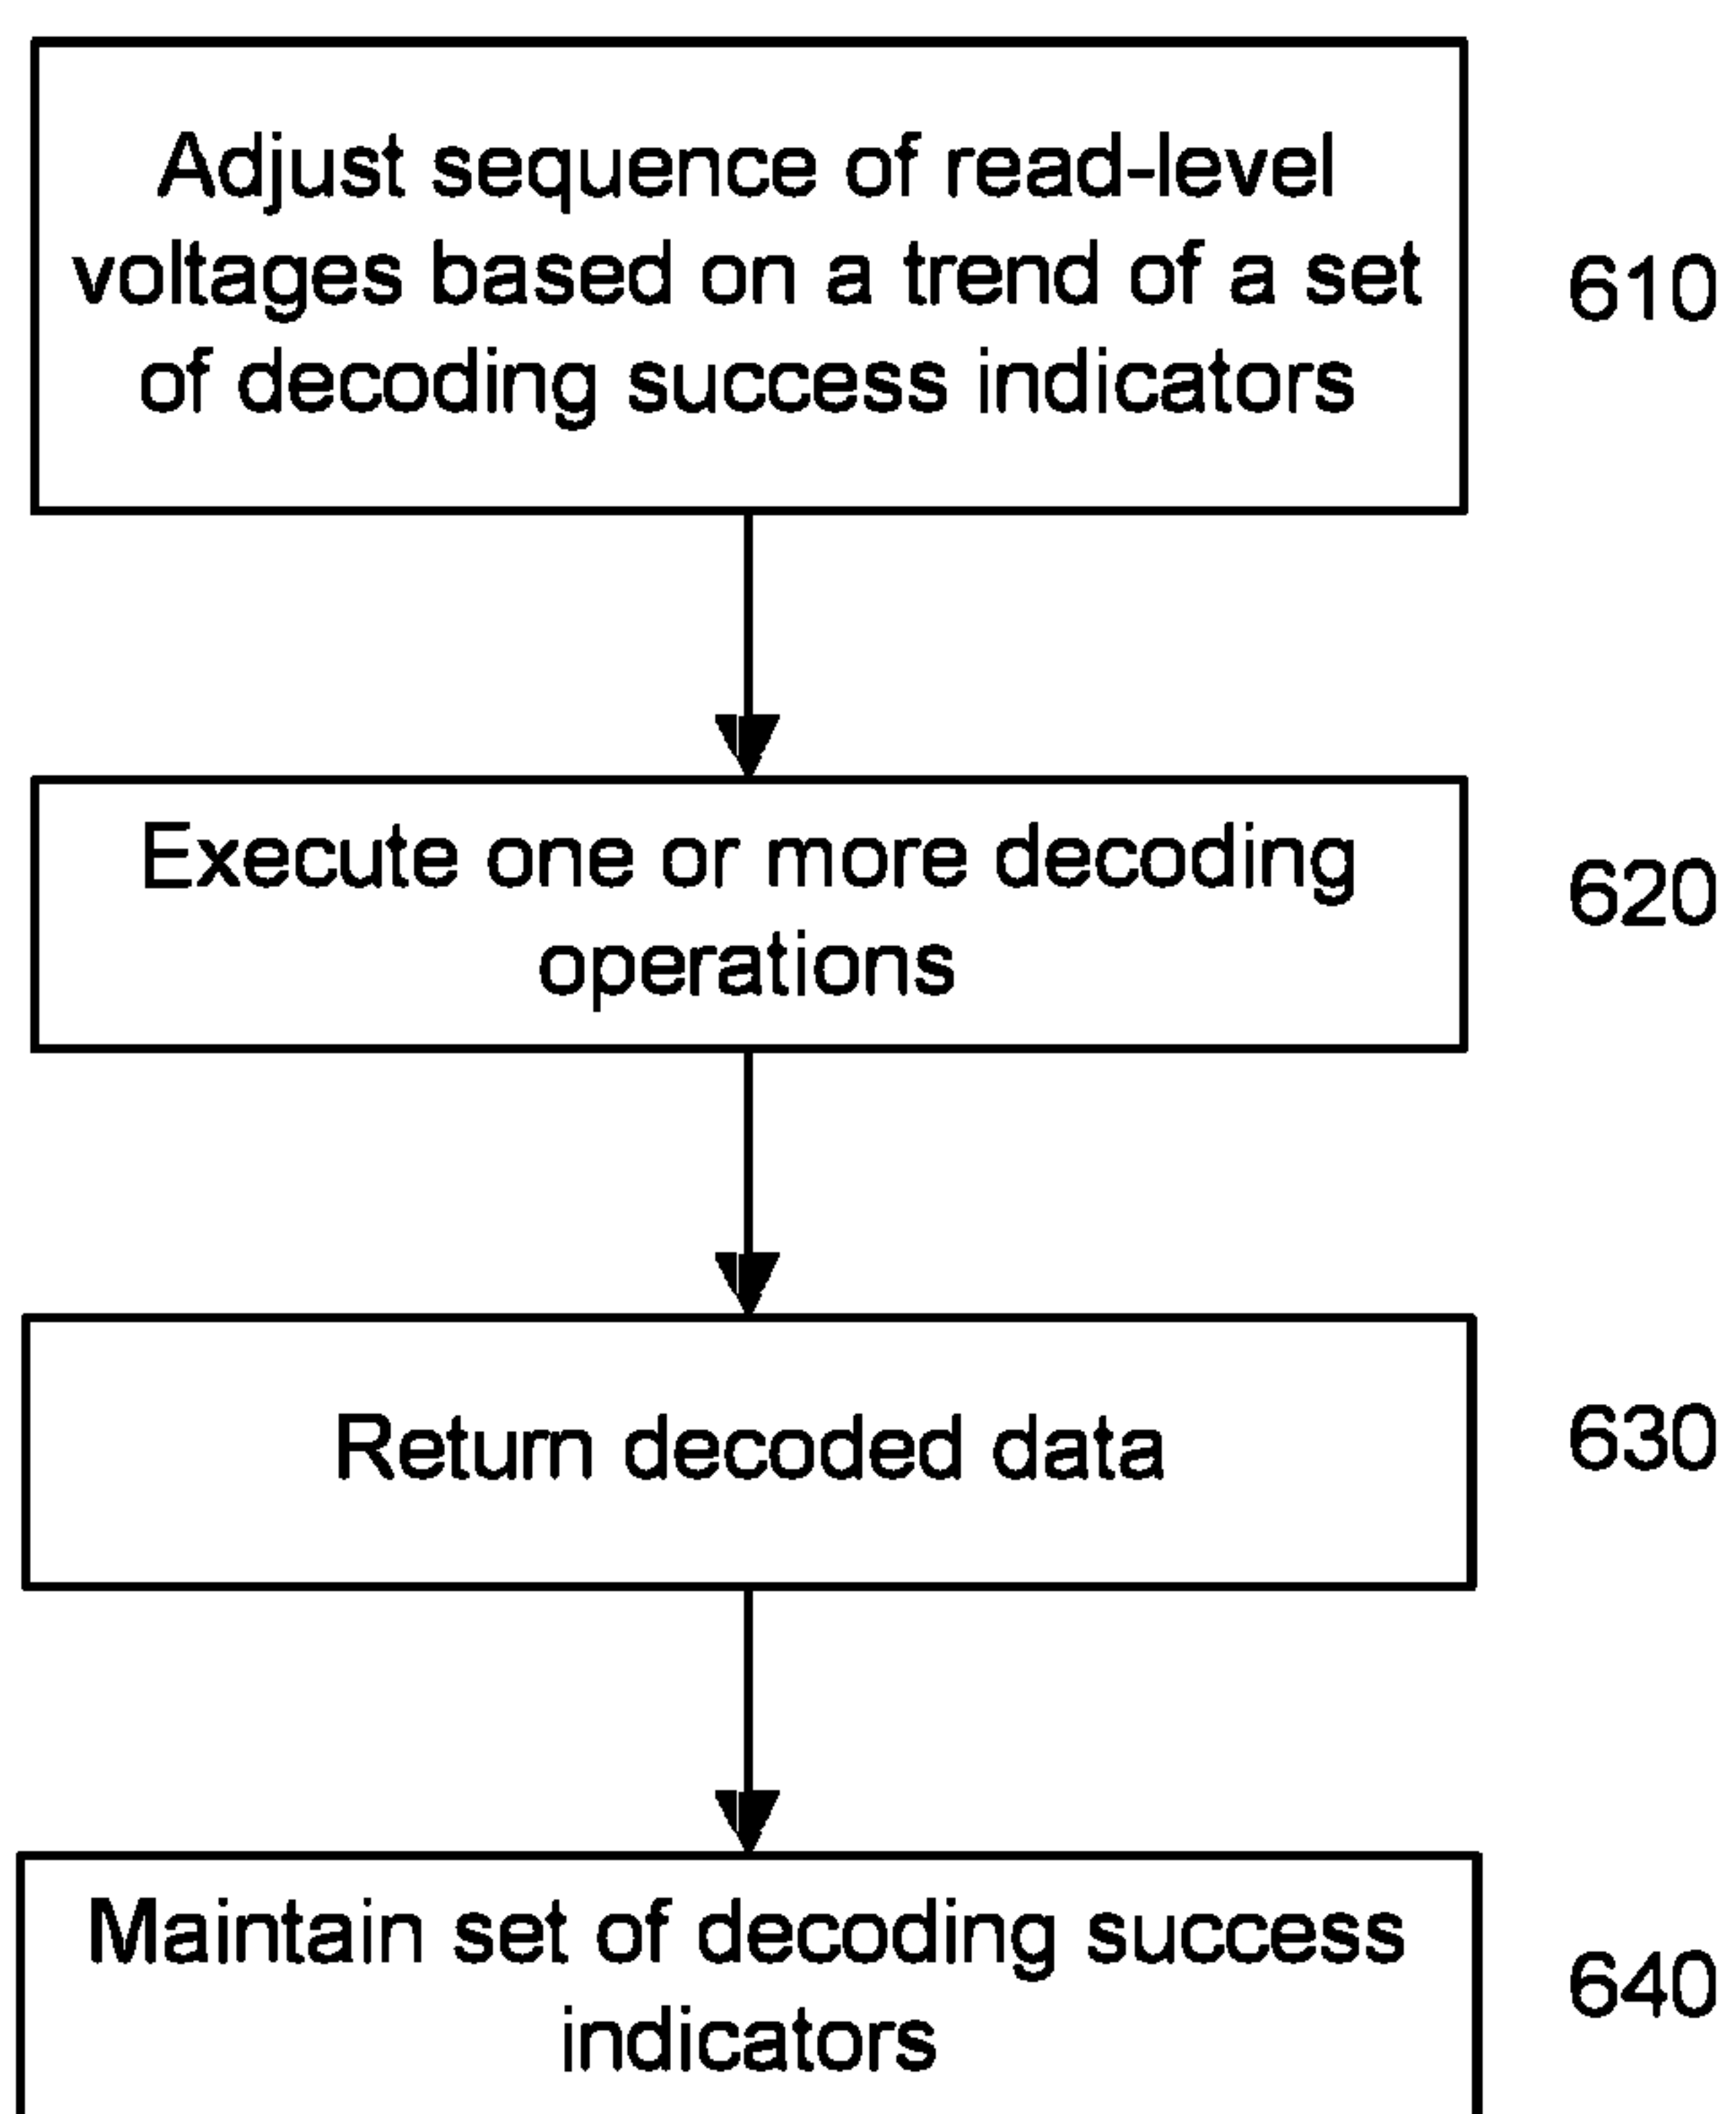 Adjust sequence of read-level
voltages based on a trend of a set
of decoding success indicators
610
Execute one or more decoding
operations
620
Return decoded data
630
Maintain set of decoding success
indicators
640